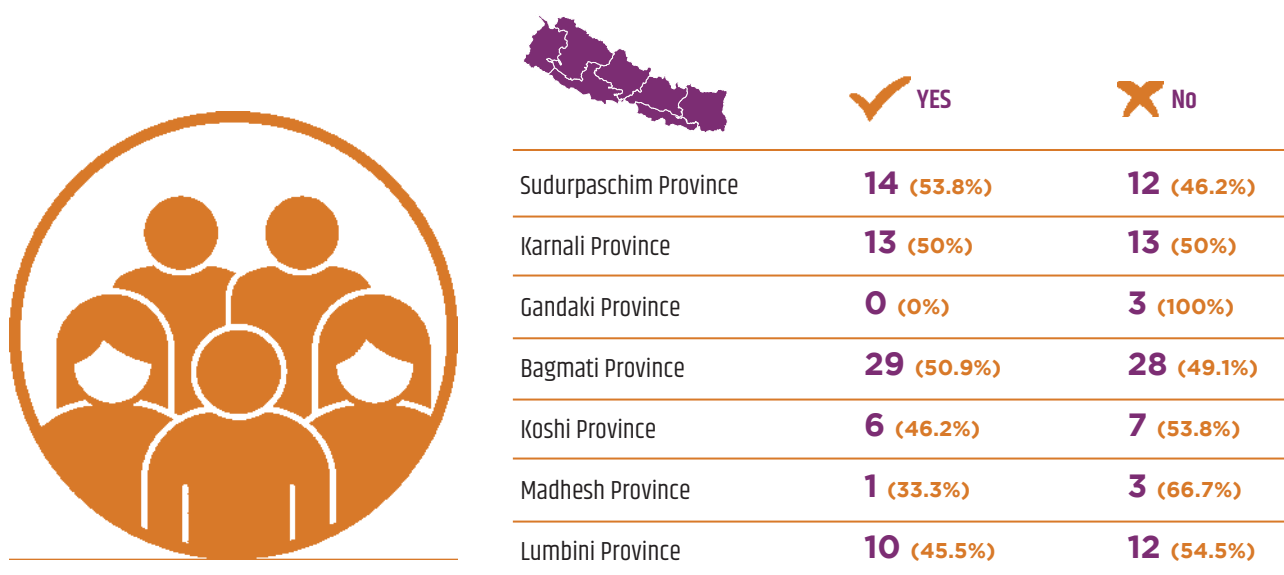 YES No
Sudurpaschim Province 14 (53.8%) 12 (46.2%)
Karnali Province 13 (50%) 13 (50%)
Gandaki Province 0 (0%) 3 (100%)
Bagmati Province 29 (50.9%) 28 (49.1%)
Koshi Province 6 (46.2%) 7 (53.8%)
Madhesh Province 1 (33.3%) 3 (66.7%)
Lumbini Province 10 (45.5%) 12 (54.5%)